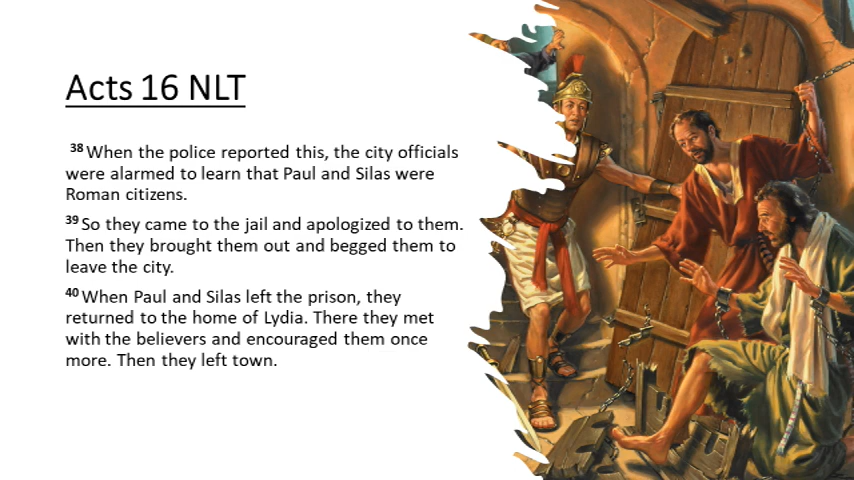 Acts 16 NLT
38 When the police reported this, the city officials
were alarmed to learn that Paul and Silas were
Roman citizens.
39 So they came to the jail and apologized to them.
Then they brought them out and begged them to
leave the city.
40 When Paul and Silas left the prison, they
returned to the home of Lydia. There they met
with the believers and encouraged them once
more. Then they left town.